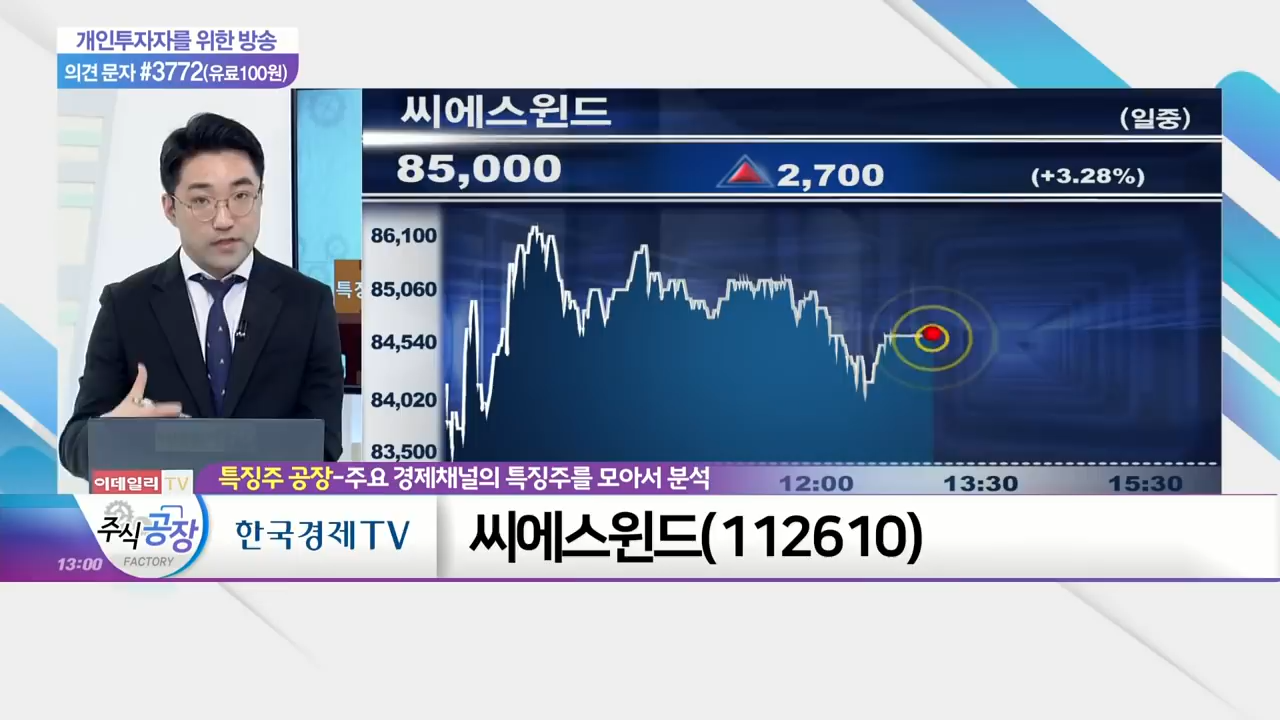 개인투자자를 위한 방송
의견 문자 #3772(유료100원)
씨에스윈드
(일중)
85,000
2,700
(+3.28%)
86,100
85,060
84,540
84,020
83,500
12:00
13:30
15:30
이데일리 TV
특징주 공장-주요 경제채널의 특징주를 모아서 분석
주식공장
FACTORY
13:00
한국경제TV
씨에스윈드(112610)